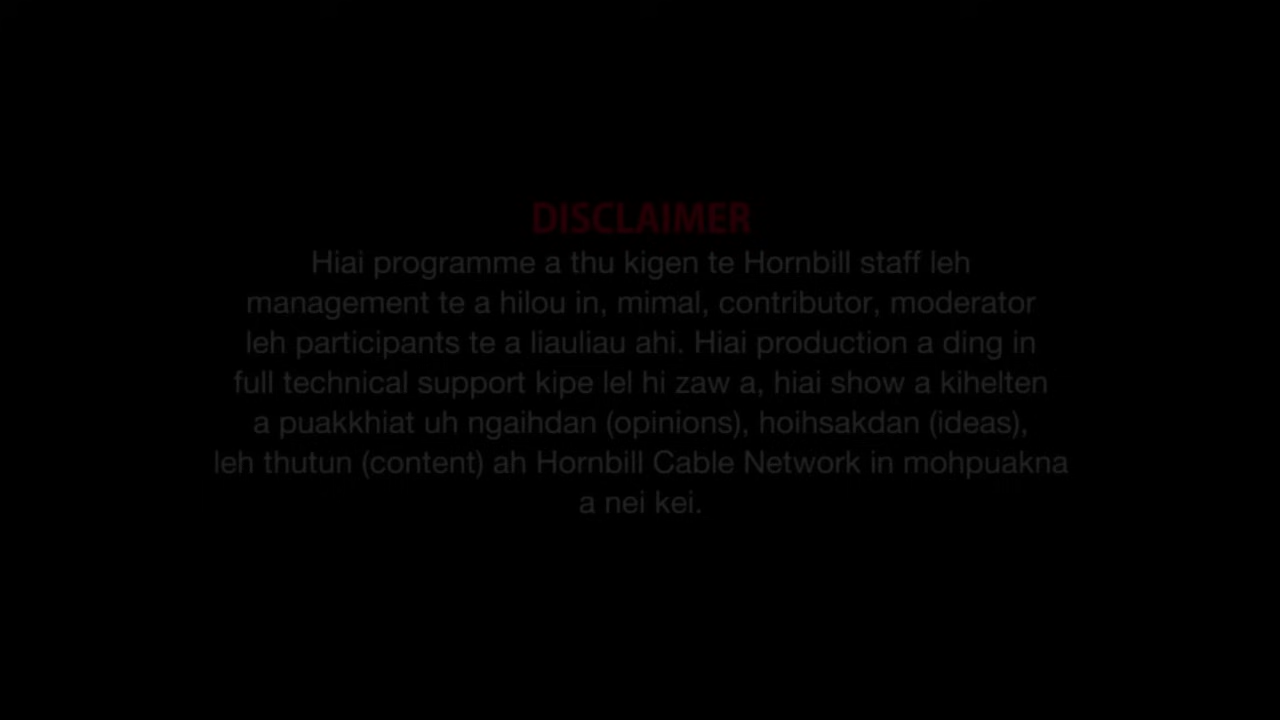 DISCLAIMER
Hiai programme a thu kigen te Hornbill staff leh
management te a hilou in, mimal, contributor, moderator
leh participants te a liauliau ahi. Hiai production a ding in
full technical support kipe lel hi zaw a, hiai show a kihelten
a puakkhiat uh ngaihdan (opinions), hoihsakdan (ideas),
leh thutun (content) ah Hornbill Cable Network in mohpuakna
a nei kei.